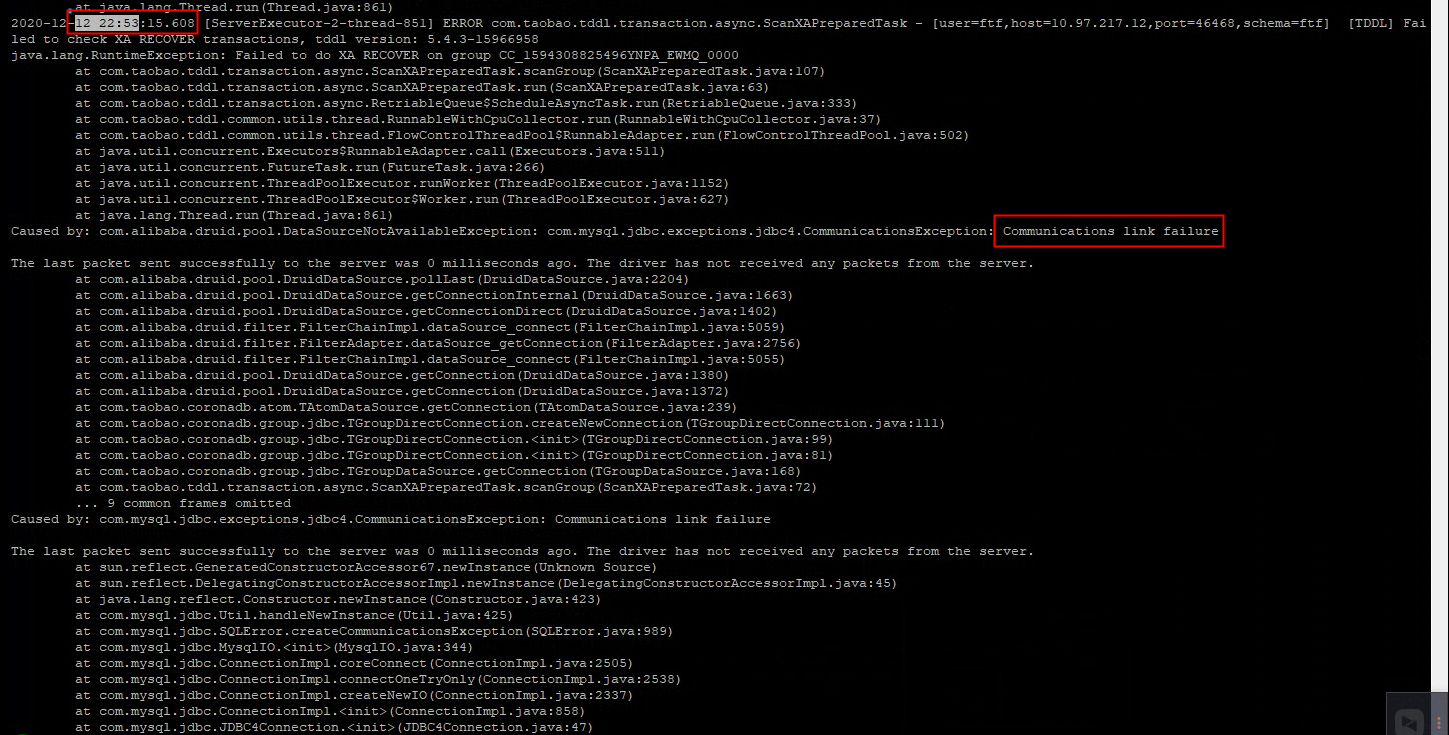 at java.lang.Thread.run(Thread.java:861)
2020-12-12 22:53:15.608 [ServerExecutor-2-thread-851] ERROR com.taobao.tddl.transaction.async.ScanXAPreparedTask - [user=ftf,host=10.97.217.12,port=46468,schema=ftf]  [TDDL] Fai
led to check XA RECOVER transactions, tddl version: 5.4.3-15966958
java.lang.RuntimeException: Failed to do XA RECOVER on group CC_1594308825496YNPA_EWMQ_0000
at com.taobao.tddl.transaction.async.ScanXAPreparedTask.scanGroup(ScanXAPreparedTask.java:107)
at com.taobao.tddl.transaction.async.ScanXAPreparedTask.run(ScanXAPreparedTask.java:63)
at com.taobao.tddl.transaction.async.RetriableQueue$ScheduleAsyncTask.run(RetriableQueue.java:333)
at com.taobao.tddl.common.utils.thread.RunnableWithCpuCollector.run(RunnableWithCpuCollector.java:37)
at com.taobao.tddl.common.utils.thread.FlowControlThreadPool$RunnableAdapter.run(FlowControlThreadPool.java:502)
at java.util.concurrent.Executors$RunnableAdapter.call(Executors.java:511)
at java.util.concurrent.FutureTask.run(FutureTask.java:266)
at java.util.concurrent.ThreadPoolExecutor.runWorker(ThreadPoolExecutor.java:1152)
at java.util.concurrent.ThreadPoolExecutor$Worker.run(ThreadPoolExecutor.java:627)
at java.lang.Thread.run(Thread.java:861)
Caused by: com.alibaba.druid.pool.DataSourceNotAvailableException: com.mysql.jdbc.exceptions.jdbc4.CommunicationsException: Communications link failure
The last packet sent successfully to the server was 0 milliseconds ago. The driver has not received any packets from the server.
at com.alibaba.druid.pool.DruidDataSource.pollLast(DruidDataSource.java:2204)
at com.alibaba.druid.pool.DruidDataSource.getConnectionInternal(DruidDataSource.java:1663)
at com.alibaba.druid.pool.DruidDataSource.getConnectionDirect(DruidDataSource.java:1402)
at com.alibaba.druid.filter.FilterChainImpl.dataSource_connect(FilterChainImpl.java:5059)
at com.alibaba.druid.filter.FilterAdapter.dataSource_getConnection(FilterAdapter.java:2756)
at com.alibaba.druid.filter.FilterChainImpl.dataSource_connect(FilterChainImpl.java:5055)
at com.alibaba.druid.pool.DruidDataSource.getConnection(DruidDataSource.java:1380)
at com.alibaba.druid.pool.DruidDataSource.getConnection(DruidDataSource.java:1372)
at com.taobao.coronadb.atom.TAtomDataSource.getConnection(TAtomDataSource.java:239)
at com.taobao.coronadb.group.jdbc.TGroupDirectConnection.createNewConnection(TGroupDirectConnection.java:111)
at com.taobao.coronadb.group.jdbc.TGroupDirectConnection.<init>(TGroupDirectConnection.java:99)
at com.taobao.coronadb.group.jdbc.TGroupDirectConnection.<init>(TGroupDirectConnection.java:81)
at com.taobao.coronadb.group.jdbc.TGroupDataSource.getConnection(TGroupDataSource.java:168)
at com.taobao.tddl.transaction.async.ScanXAPreparedTask.scanGroup(ScanXAPreparedTask.java:72)
... 9 common frames omitted
Caused by: com.mysql.jdbc.exceptions.jdbc4.CommunicationsException: Communications link failure
The last packet sent successfully to the server was 0 milliseconds ago. The driver has not received any packets from the server.
at sun.reflect.GeneratedConstructorAccessor67.newInstance(Unknown Source)
at sun.reflect.DelegatingConstructorAccessorImpl.newInstance(DelegatingConstructorAccessorImpl.java:45)
at java.lang.reflect.Constructor.newInstance(Constructor.java:423)
at com.mysql.jdbc.Util.handleNewInstance(Util.java:425)
at com.mysql.jdbc.SQLError.createCommunicationsException(SQLError.java:989)
at com.mysql.jdbc.MysqlIO.<init>(MysqlIO.java:344)
at com.mysql.jdbc.ConnectionImpl.coreConnect(ConnectionImpl.java:2505)
at com.mysql.jdbc.ConnectionImpl.connectOneTryOnly(ConnectionImpl.java:2538)
at com.mysql.jdbc.ConnectionImpl.createNewIO(ConnectionImpl.java:2337)
at com.mysql.jdbc.ConnectionImpl.<init>(ConnectionImpl.java:858)
at com.mysql.jdbc.JDBC4Connection.<init>(JDBC4Connection.java:47)